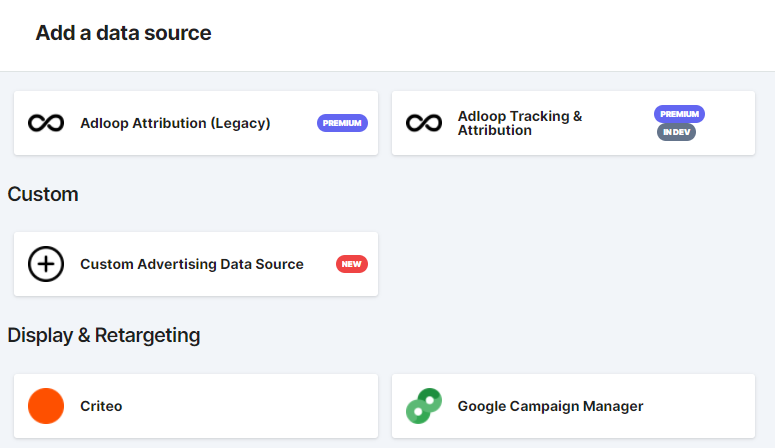 Add a data source
Adloop Attribution (Legacy)
PREMIUM
Adloop Tracking &
Attribution
PREMIUM
IN DEV
Custom
Custom Advertising Data Source
NEW
Display & Retargeting
Criteo
Google Campaign Manager